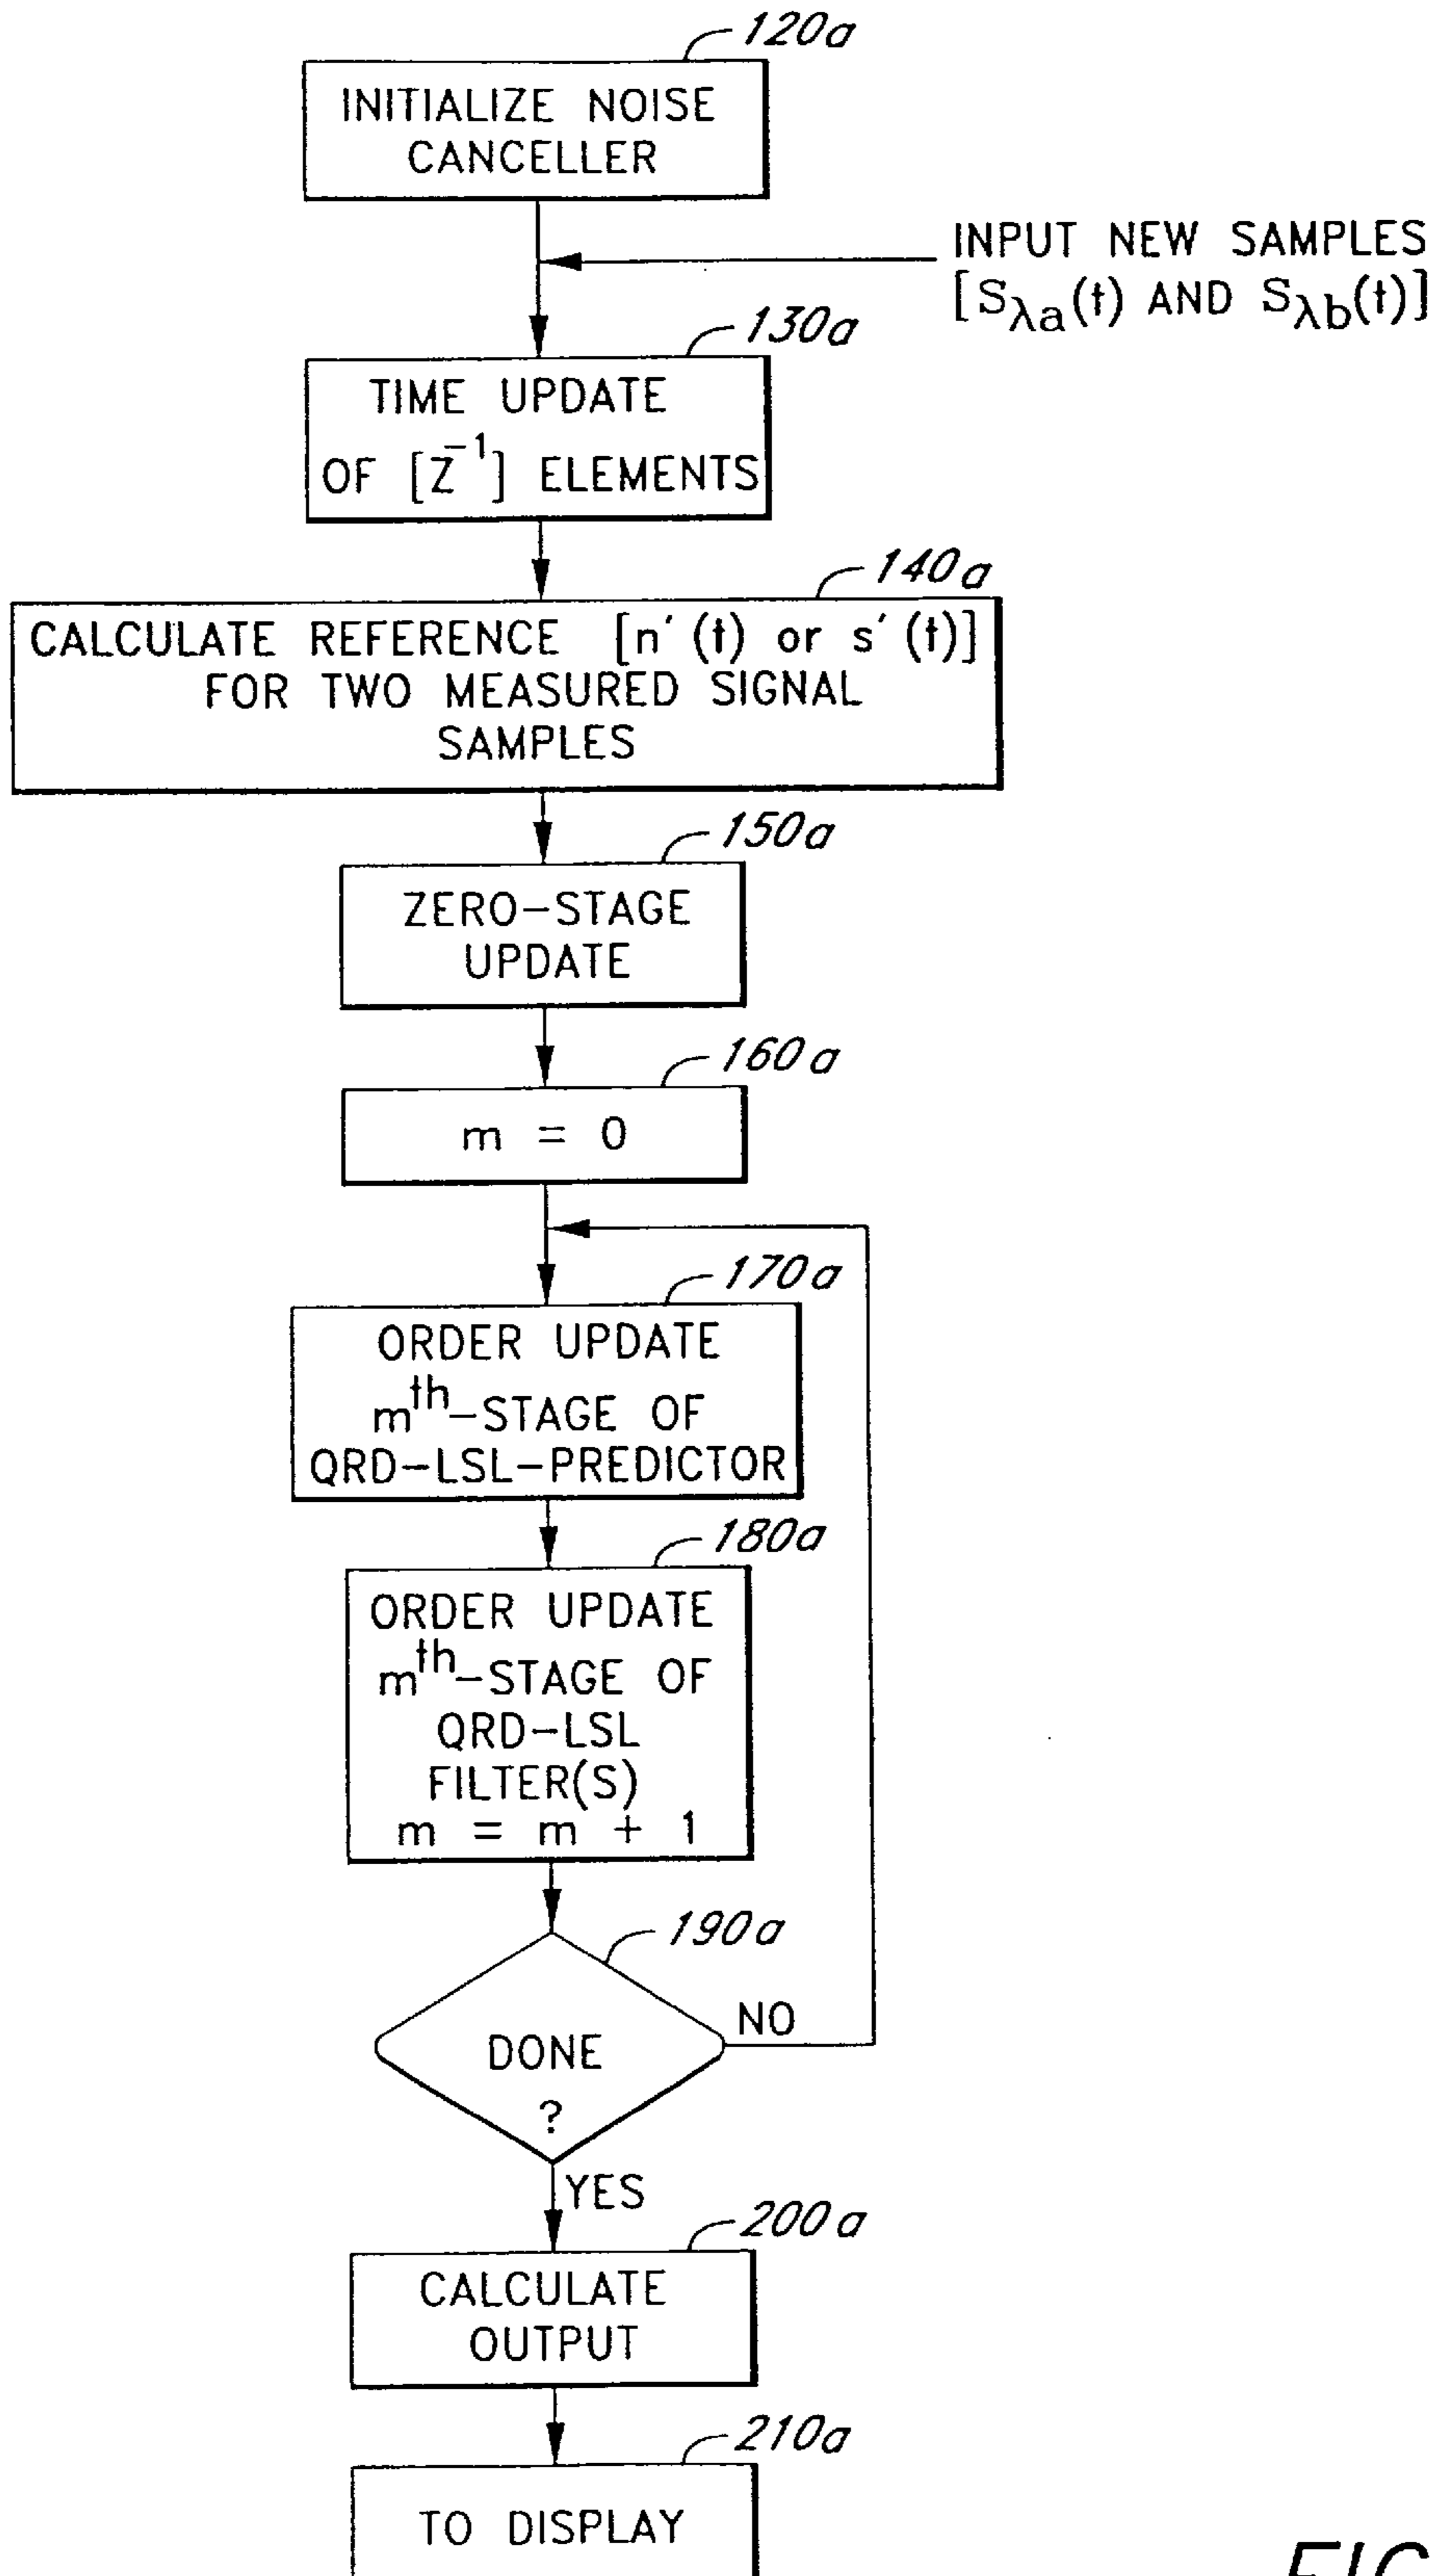 120a
INITIALIZE NOISE
CANCELLER
INPUT NEW SAMPLES
[Sλa(t) AND Sλb(t)]
130a
TIME UPDATE
OF [Z⁻¹] ELEMENTS
140a
CALCULATE REFERENCE [n'(t) or s'(t)]
FOR TWO MEASURED SIGNAL
SAMPLES
150a
ZERO-STAGE
UPDATE
160a
m = 0
170a
ORDER UPDATE
mth-STAGE OF
QRD-LSL-PREDICTOR
180a
ORDER UPDATE
mth-STAGE OF
QRD-LSL
FILTER(S)
m = m + 1
190a
DONE
?
NO
YES
200a
CALCULATE
OUTPUT
210a
TO DISPLAY
FIG